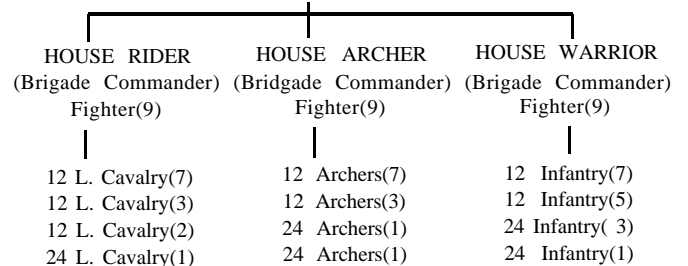 HOUSE RIDER
(Brigade Commander)
Fighter(9)
12 L. Cavalry(7)
12 L. Cavalry(3)
12 L. Cavalry(2)
24 L. Cavalry(1)
HOUSE ARCHER
(Bridgade Commander)
Fighter(9)
12 Archers(7)
12 Archers(3)
24 Archers(1)
24 Archers(1)
HOUSE WARRIOR
(Brigade Commander)
Fighter(9)
12 Infantry(7)
12 Infantry(5)
24 Infantry( 3)
24 Infantry(1)